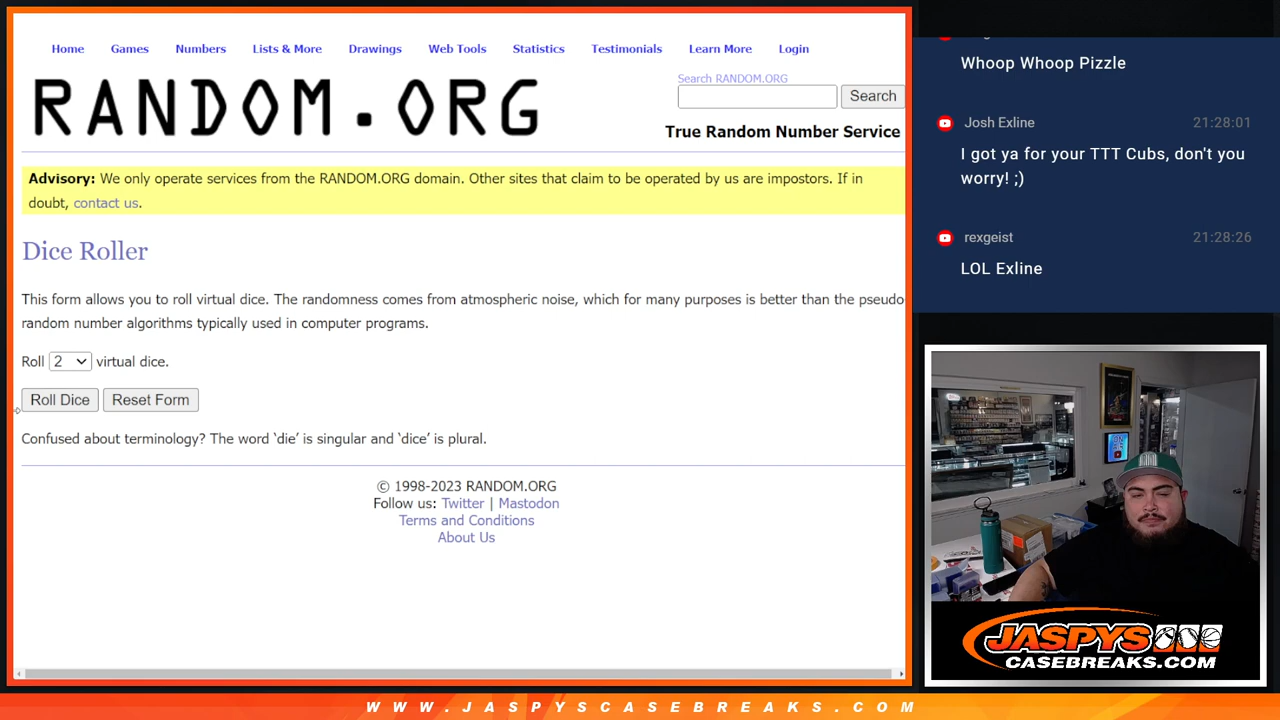 Home Games Numbers Lists & More Drawings Web Tools Statistics Testimonials Learn More Login
RANDOM.ORG
Search RANDOM.ORG
Search
True Random Number Service
Advisory: We only operate services from the RANDOM.ORG domain. Other sites that claim to be operated by us are impostors. If in
doubt, contact us.
Dice Roller
This form allows you to roll virtual dice. The randomness comes from atmospheric noise, which for many purposes is better than the pseudo
random number algorithms typically used in computer programs.
Roll 2 virtual dice.
Roll Dice Reset Form
Confused about terminology? The word ‘die’ is singular and ‘dice’ is plural.
© 1998-2023 RANDOM.ORG
Follow us: Twitter | Mastodon
Terms and Conditions
About Us
Whoop Whoop Pizzle
Josh Exline 21:28:01
I got ya for your TTT Cubs, don't you
worry! ;)
rexgeist 21:28:26
LOL Exline
JASPYS
CASEBREAKS.COM
WWW.JASPYSCASEBREAKS.COM